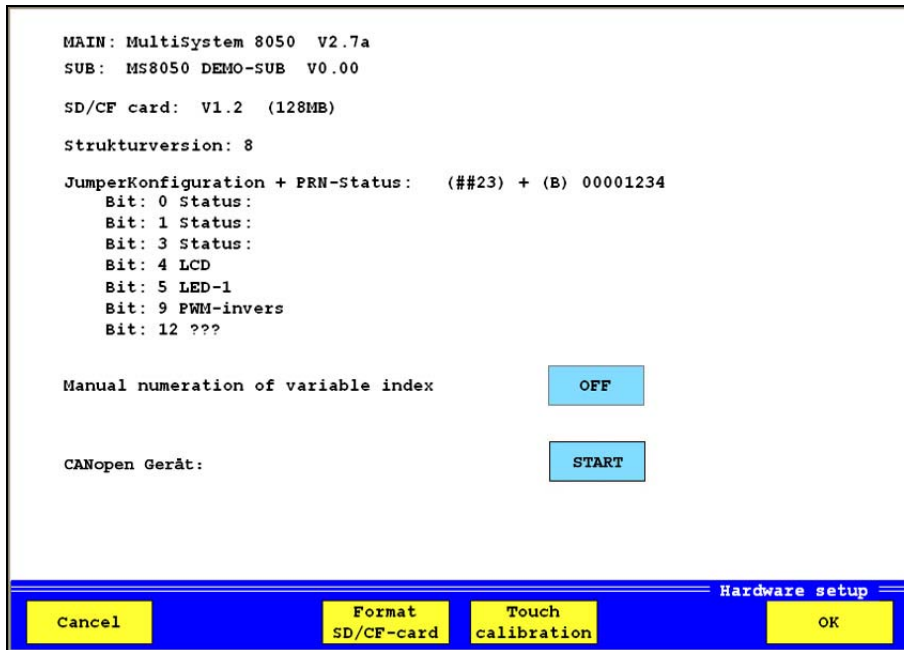 MAIN: MultiSystem 8050 V2.7a
SUB: MS8050 DEMO-SUB V0.00
SD/CF card: V1.2 (128MB)
Strukturversion: 8
JumperKonfiguration + PRN-Status: (##23) + (B) 00001234
Bit: 0 Status:
Bit: 1 Status:
Bit: 3 Status:
Bit: 4 LCD
Bit: 5 LED-1
Bit: 9 PWM-invers
Bit: 12 ???
Manual numeration of variable index OFF
CANopen Gerät: START
Hardware setup
Cancel
Format
SD/CF-card
Touch
calibration
OK